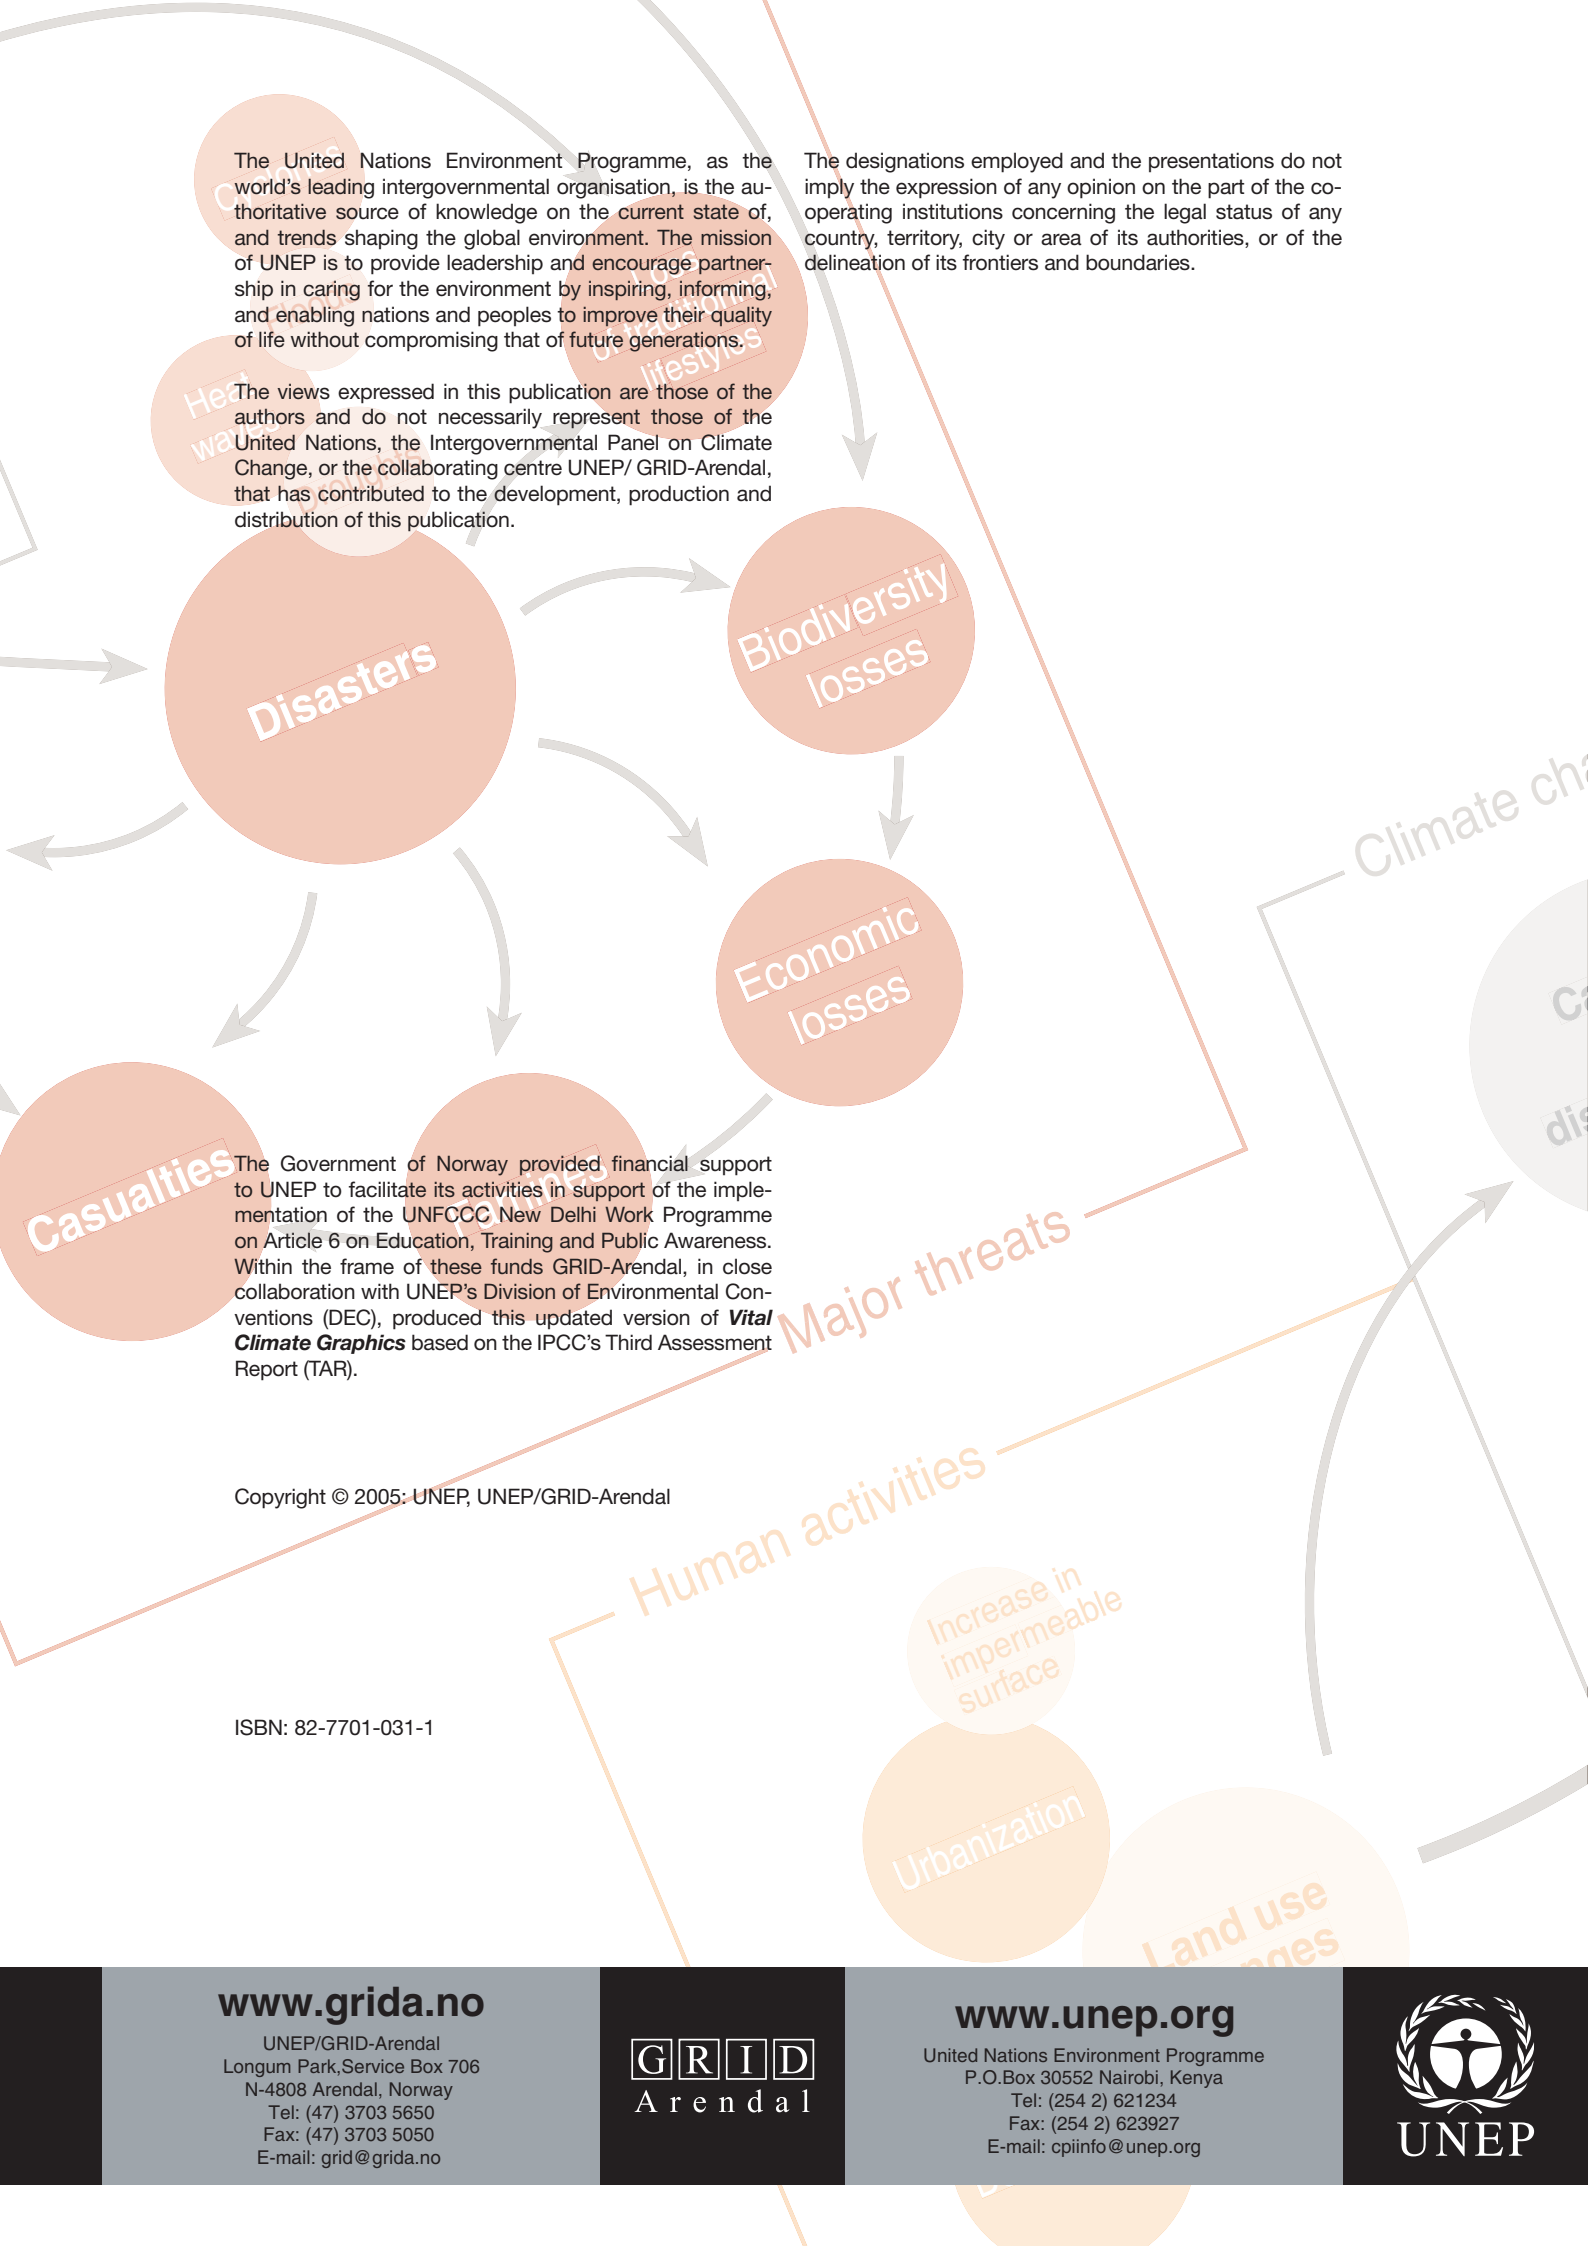 The United Nations Environment Programme, as the
world's leading intergovernmental organisation, is the au-
thoritative source of knowledge on the current state of,
and trends shaping the global environment. The mission
of UNEP is to provide leadership and encourage partner-
ship in caring for the environment by inspiring, informing,
and enabling nations and peoples to improve their quality
of life without compromising that of future generations.
The views expressed in this publication are those of the
authors and do not necessarily represent those of the
United Nations, the Intergovernmental Panel on Climate
Change, or the collaborating centre UNEP/ GRID-Arendal,
that has contributed to the development, production and
distribution of this publication.
The designations employed and the presentations do not
imply the expression of any opinion on the part of the co-
operating institutions concerning the legal status of any
country, territory, city or area of its authorities, or of the
delineation of its frontiers and boundaries.
Cyclones
Floods
Heat
waves
Droughts
Loss
of traditionnal
lifestyles
Disasters
Biodiversity
losses
Economic
losses
Casualties
Famines
Climate cha
Ca
dis
The Government of Norway provided financial support
to UNEP to facilitate its activities in support of the imple-
mentation of the UNFCCC New Delhi Work Programme
on Article 6 on Education, Training and Public Awareness.
Within the frame of these funds GRID-Arendal, in close
collaboration with UNEP's Division of Environmental Con-
ventions (DEC), produced this updated version of Vital
Climate Graphics based on the IPCC's Third Assessment
Report (TAR).
Major threats
Copyright © 2005: UNEP, UNEP/GRID-Arendal
Human activities
Increase in
impermeable
surface
ISBN: 82-7701-031-1
Urbanization
Land use
nges
www.grida.no
UNEP/GRID-Arendal
Longum Park,Service Box 706
N-4808 Arendal, Norway
Tel: (47) 3703 5650
Fax: (47) 3703 5050
E-mail: grid@grida.no
GRID
Arendal
www.unep.org
United Nations Environment Programme
P.O.Box 30552 Nairobi, Kenya
Tel: (254 2) 621234
Fax: (254 2) 623927
E-mail: cpiinfo@unep.org
UNEP